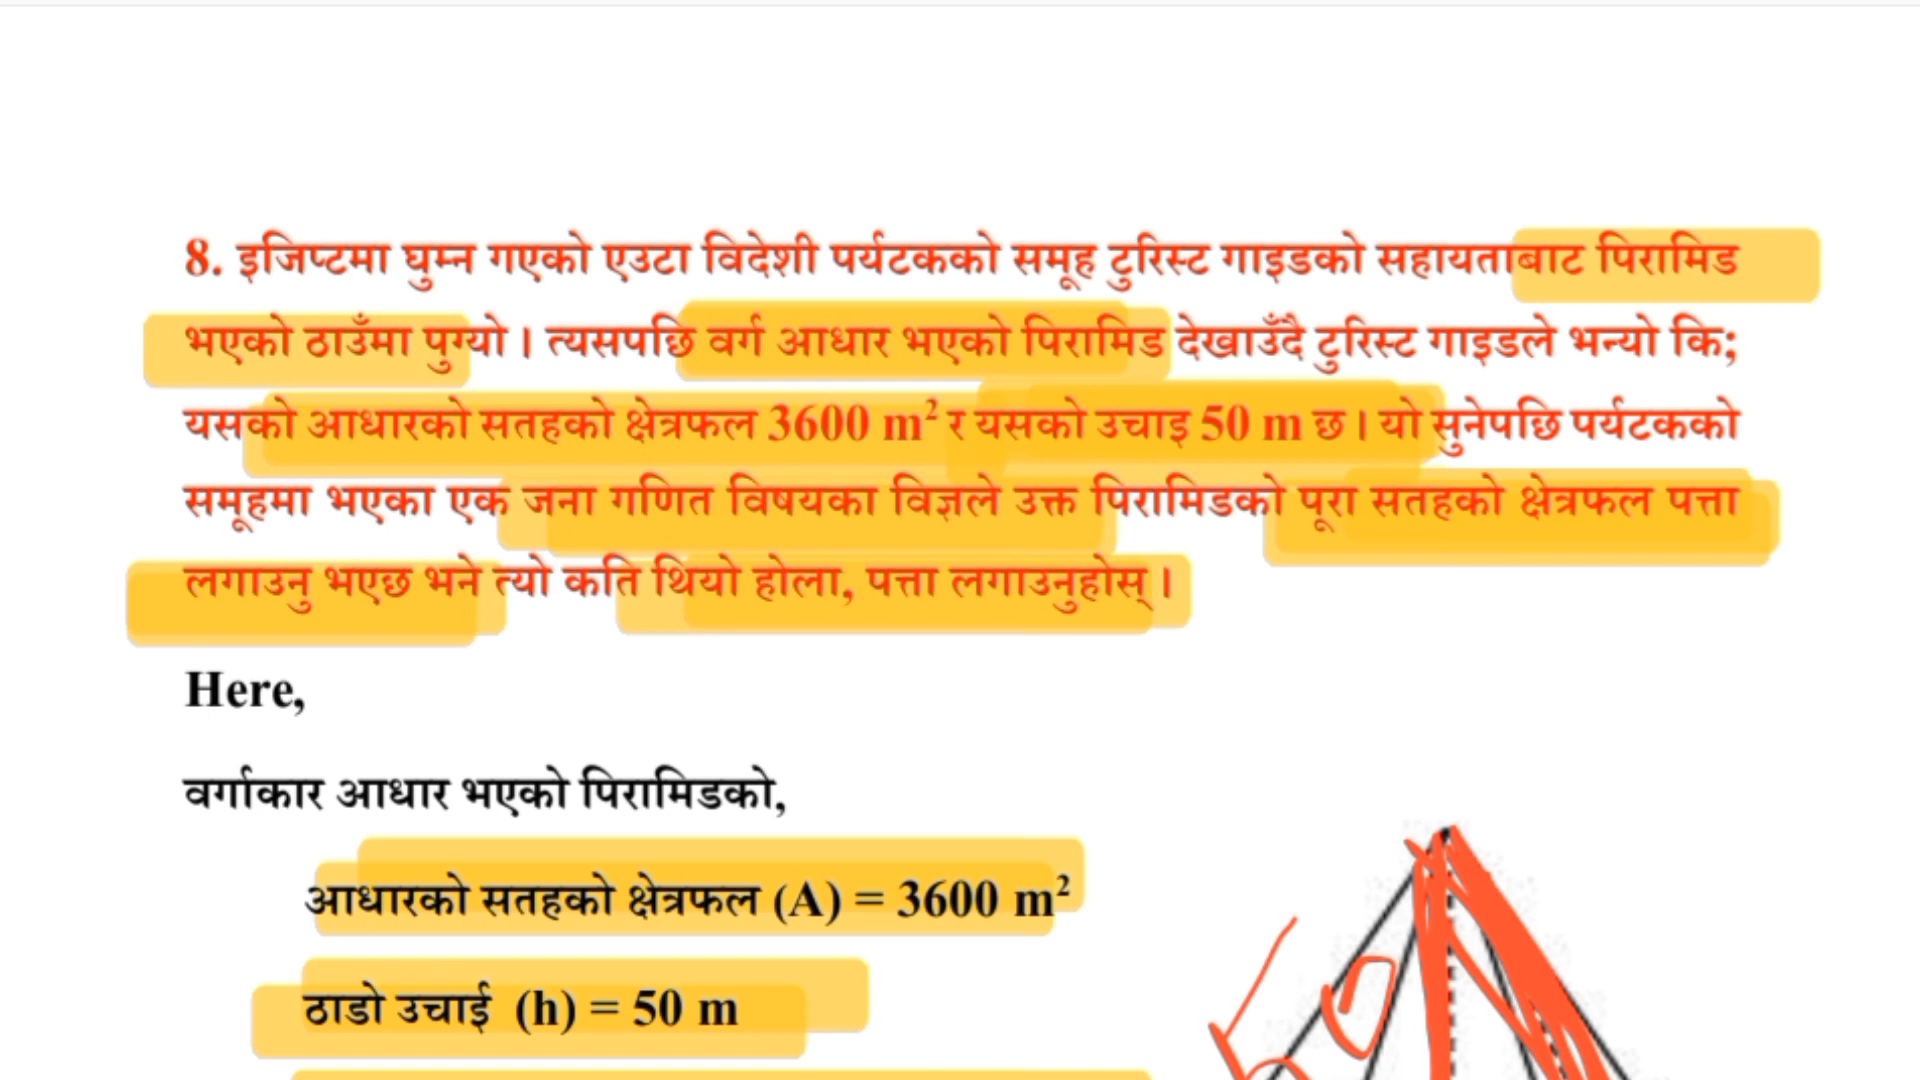 8. इजिप्टमा घुम्न गएको एउटा विदेशी पर्यटकको समूह टुरिस्ट गाइडको सहायताबाट पिरामिड
भएको ठाउँमा पुग्यो । त्यसपछि वर्ग आधार भएको पिरामिड देखाउँदै टुरिस्ट गाइडले भन्यो कि;
यसको आधारको सतहको क्षेत्रफल 3600 m² र यसको उचाइ 50 m छ । यो सुनेपछि पर्यटकको
समूहमा भएका एक जना गणित विषयका विज्ञले उक्त पिरामिडको पूरा सतहको क्षेत्रफल पत्ता
लगाउनु भएछ भने त्यो कति थियो होला, पत्ता लगाउनुहोस् ।
Here,
वर्गाकार आधार भएको पिरामिडको,
आधारको सतहको क्षेत्रफल (A) = 3600 m²
ठाडो उचाई (h) = 50 m